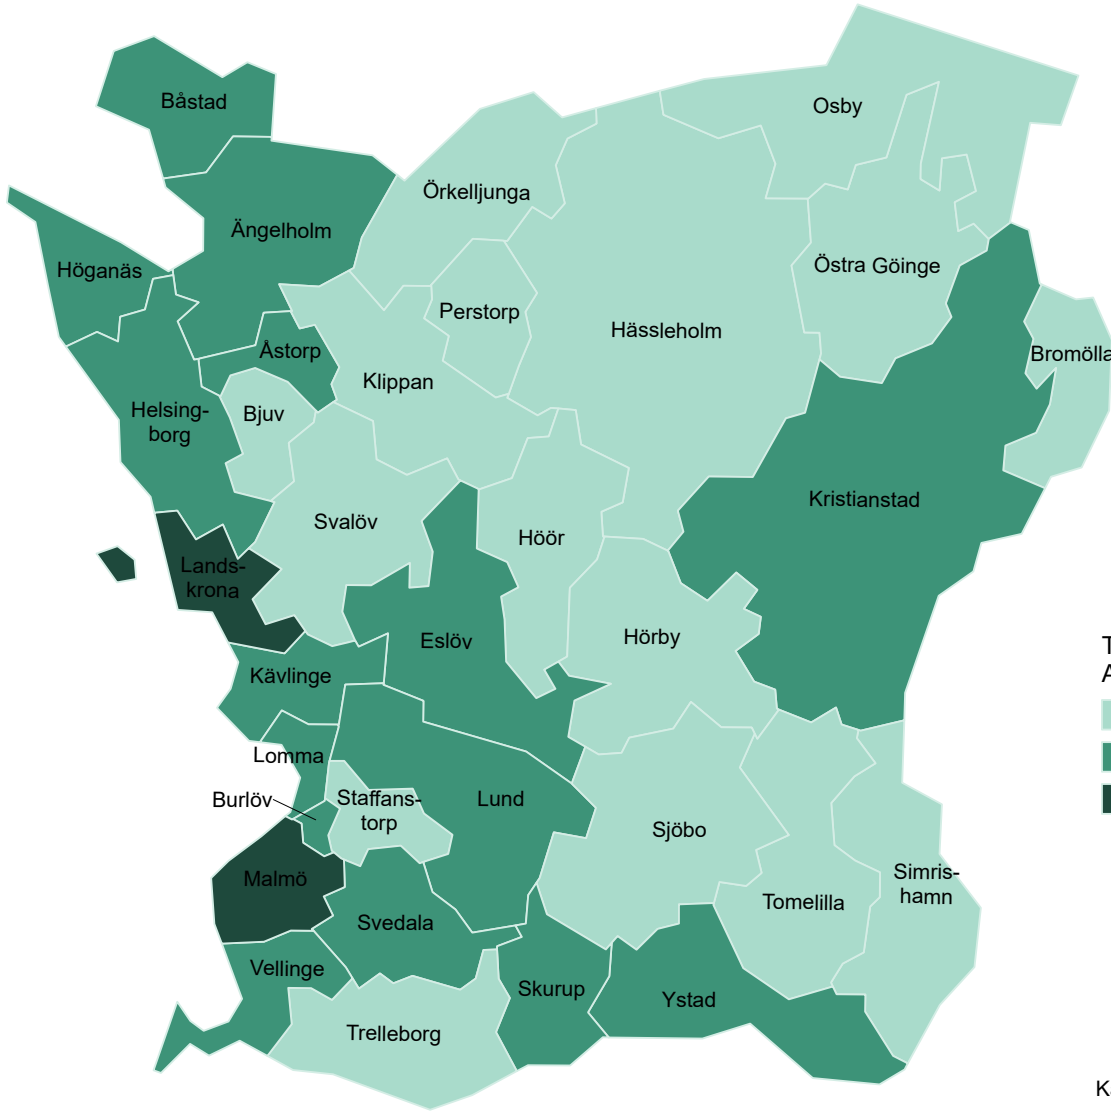 Båstad
Osby
Örkelljunga
Ängelholm
Höganäs
Östra Göinge
Perstorp
Hässleholm
Åstorp
Bromölla
Klippan
Helsing-
borg
Bjuv
Kristianstad
Svalöv
Höör
Lands-
krona
Hörby
Eslöv
Kävlinge
Lomma
Burlöv
Staffans-
torp
Lund
Sjöbo
Malmö
Simris-
hamn
Tomelilla
Svedala
Vellinge
Skurup
Ystad
Trelleborg